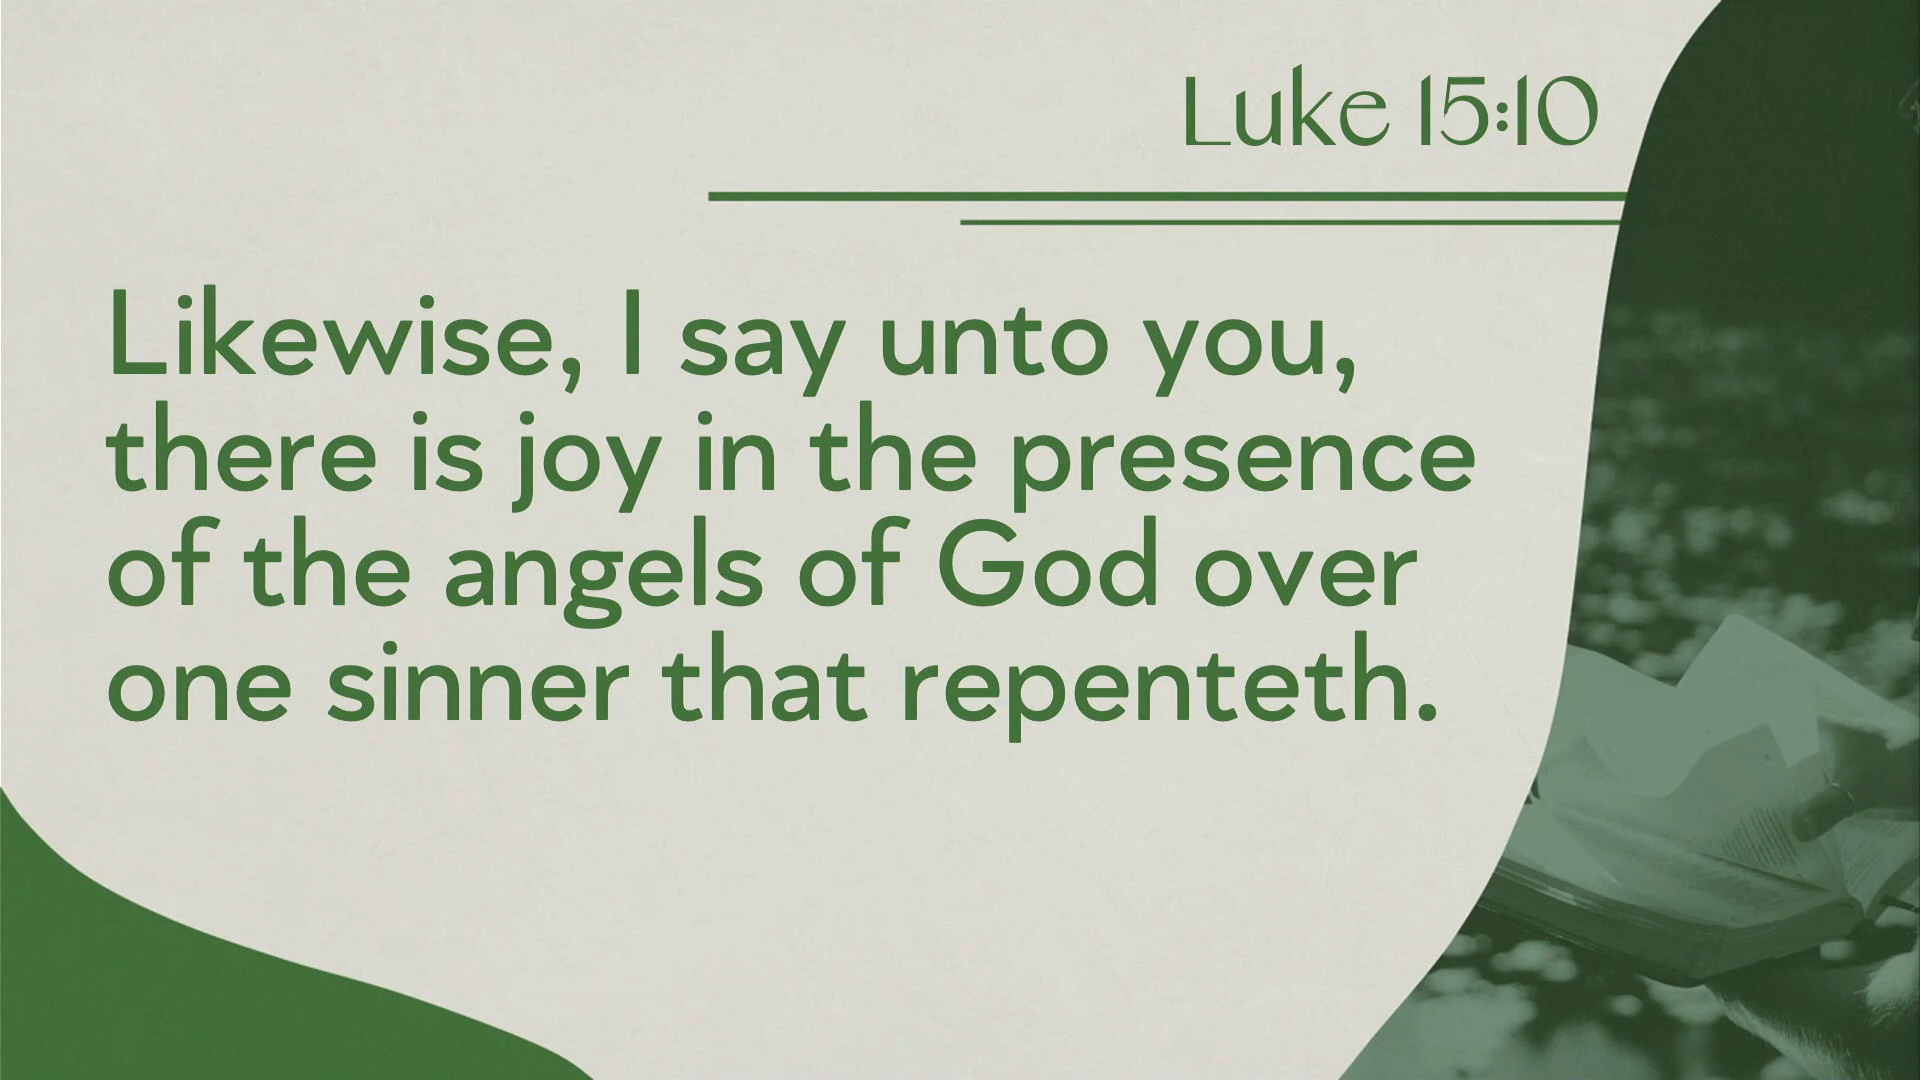 Luke 15:10
Likewise, I say unto you,
there is joy in the presence
of the angels of God over
one sinner that repenteth.